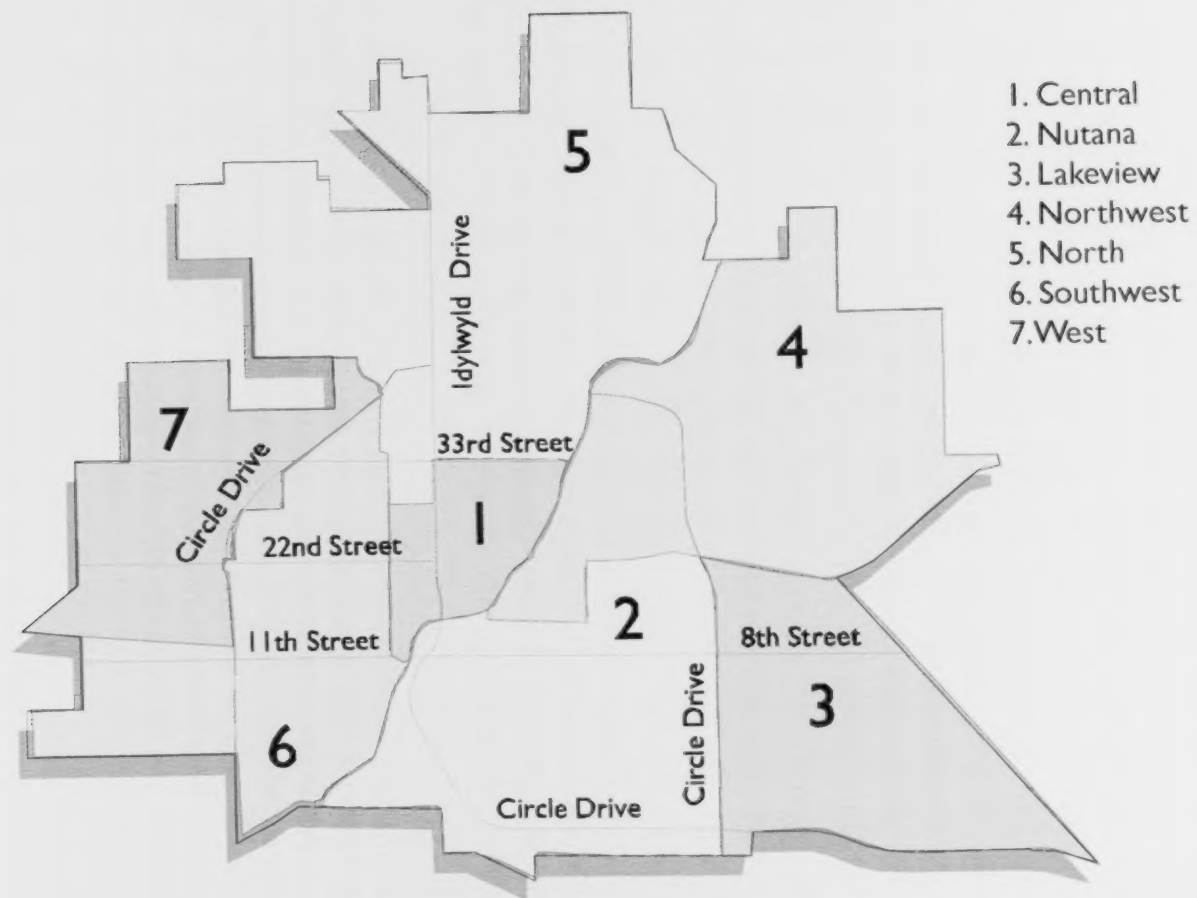 1. Central
2. Nutana
3. Lakeview
4. Northwest
5. North
6. Southwest
7. West
5
Idylwyld Drive
4
7
33rd Street
Circle Drive
1
22nd Street
2
11th Street
8th Street
3
Circle Drive
6
Circle Drive